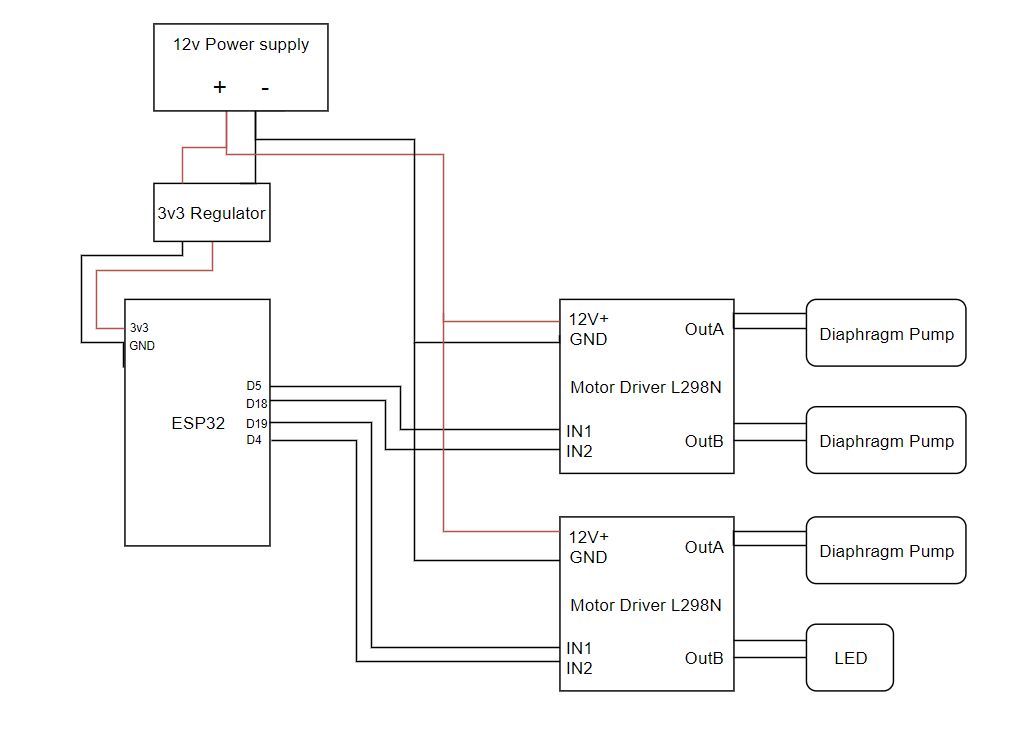 12v Power supply
+ -
3v3 Regulator
3v3
GND
D5
D18
D19
D4
ESP32
12V+
GND
OutA
Motor Driver L298N
IN1
IN2
OutB
Diaphragm Pump
Diaphragm Pump
12V+
GND
OutA
Motor Driver L298N
IN1
IN2
OutB
Diaphragm Pump
LED